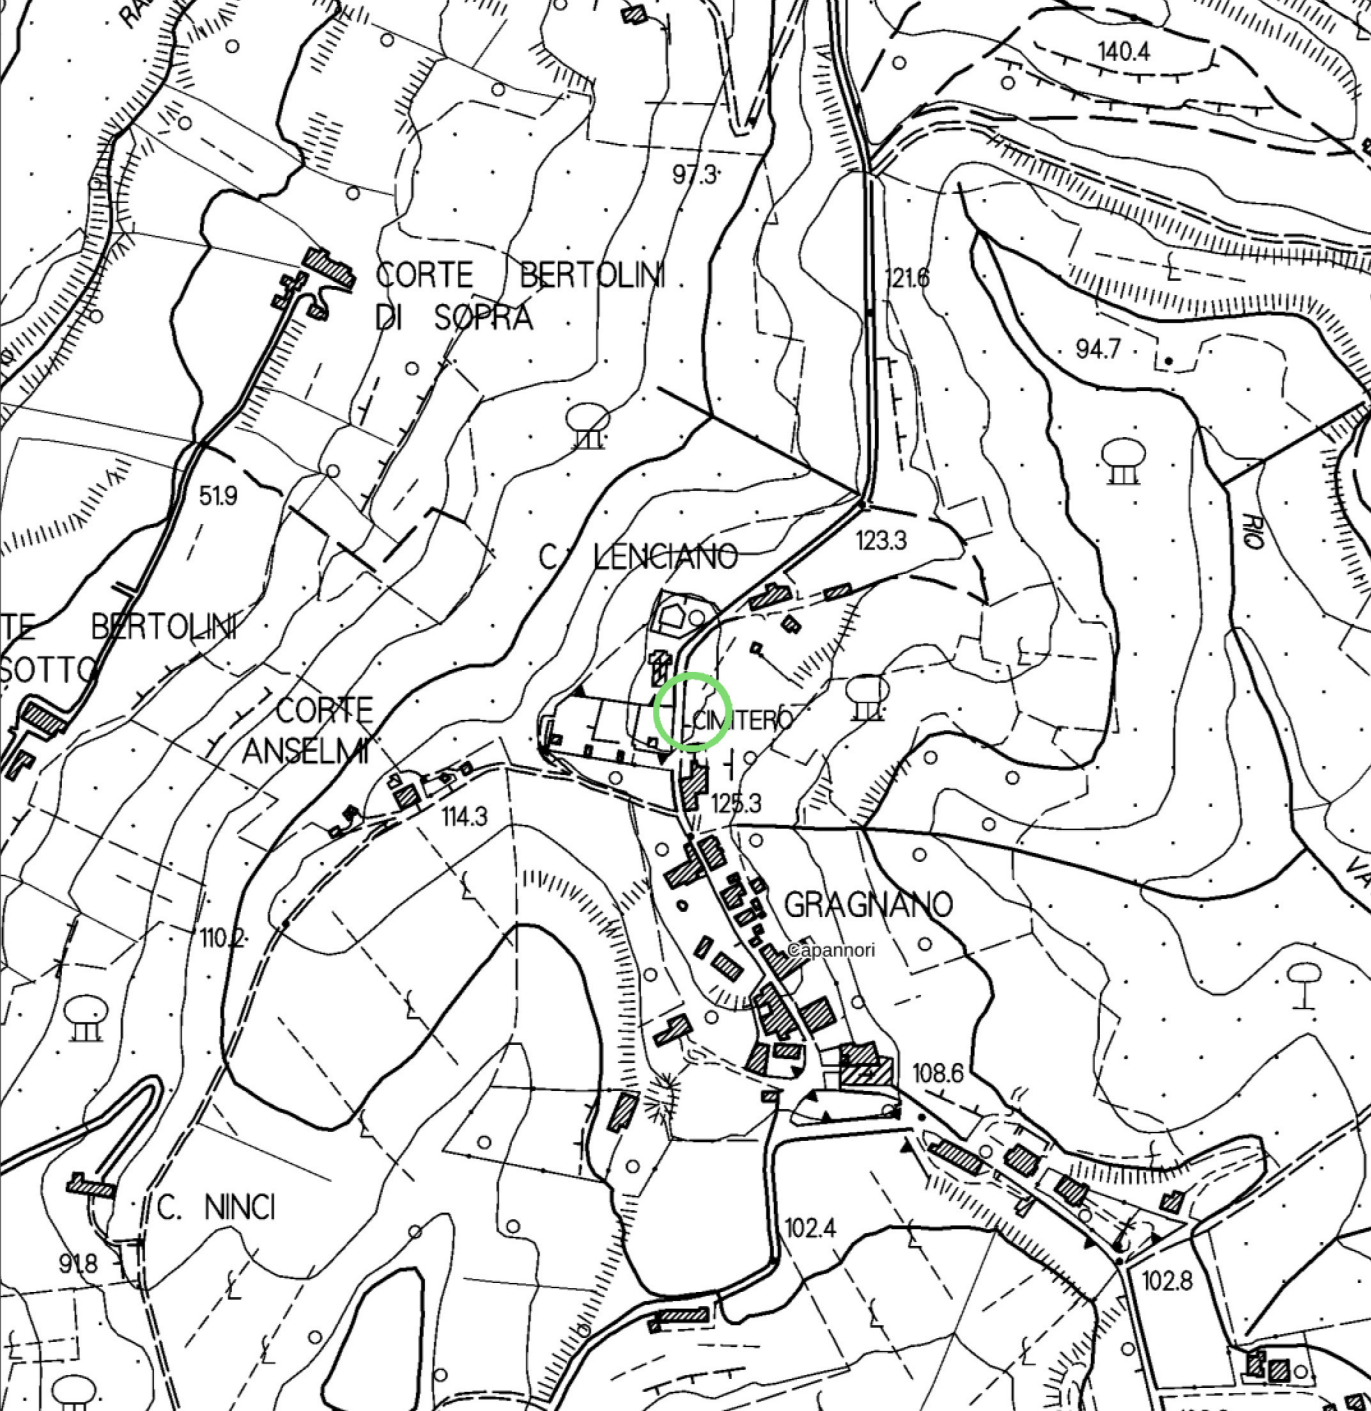 140.4
97.3
CORTE BERTOLINI
DI SOPRA
121.6
94.7
51.9
RIO
123.3
C. LENCIANO
BERTOLINI
SOTTO
CORTE
ANSELMI
CIMITERO
125.3
114.3
GRAGNANO
110.2
Capannori
108.6
C. NINCI
102.4
91.8
102.8